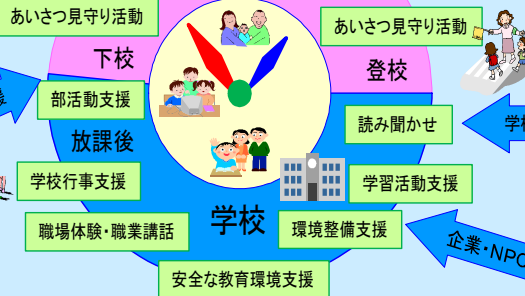 あいさつ見守り活動
あいさつ見守り活動
下校
登校
部活動支援
放課後
読み聞かせ
学校行事支援
学習活動支援
学校
職場体験・職業講話
環境整備支援
企業・NPO
安全な教育環境支援